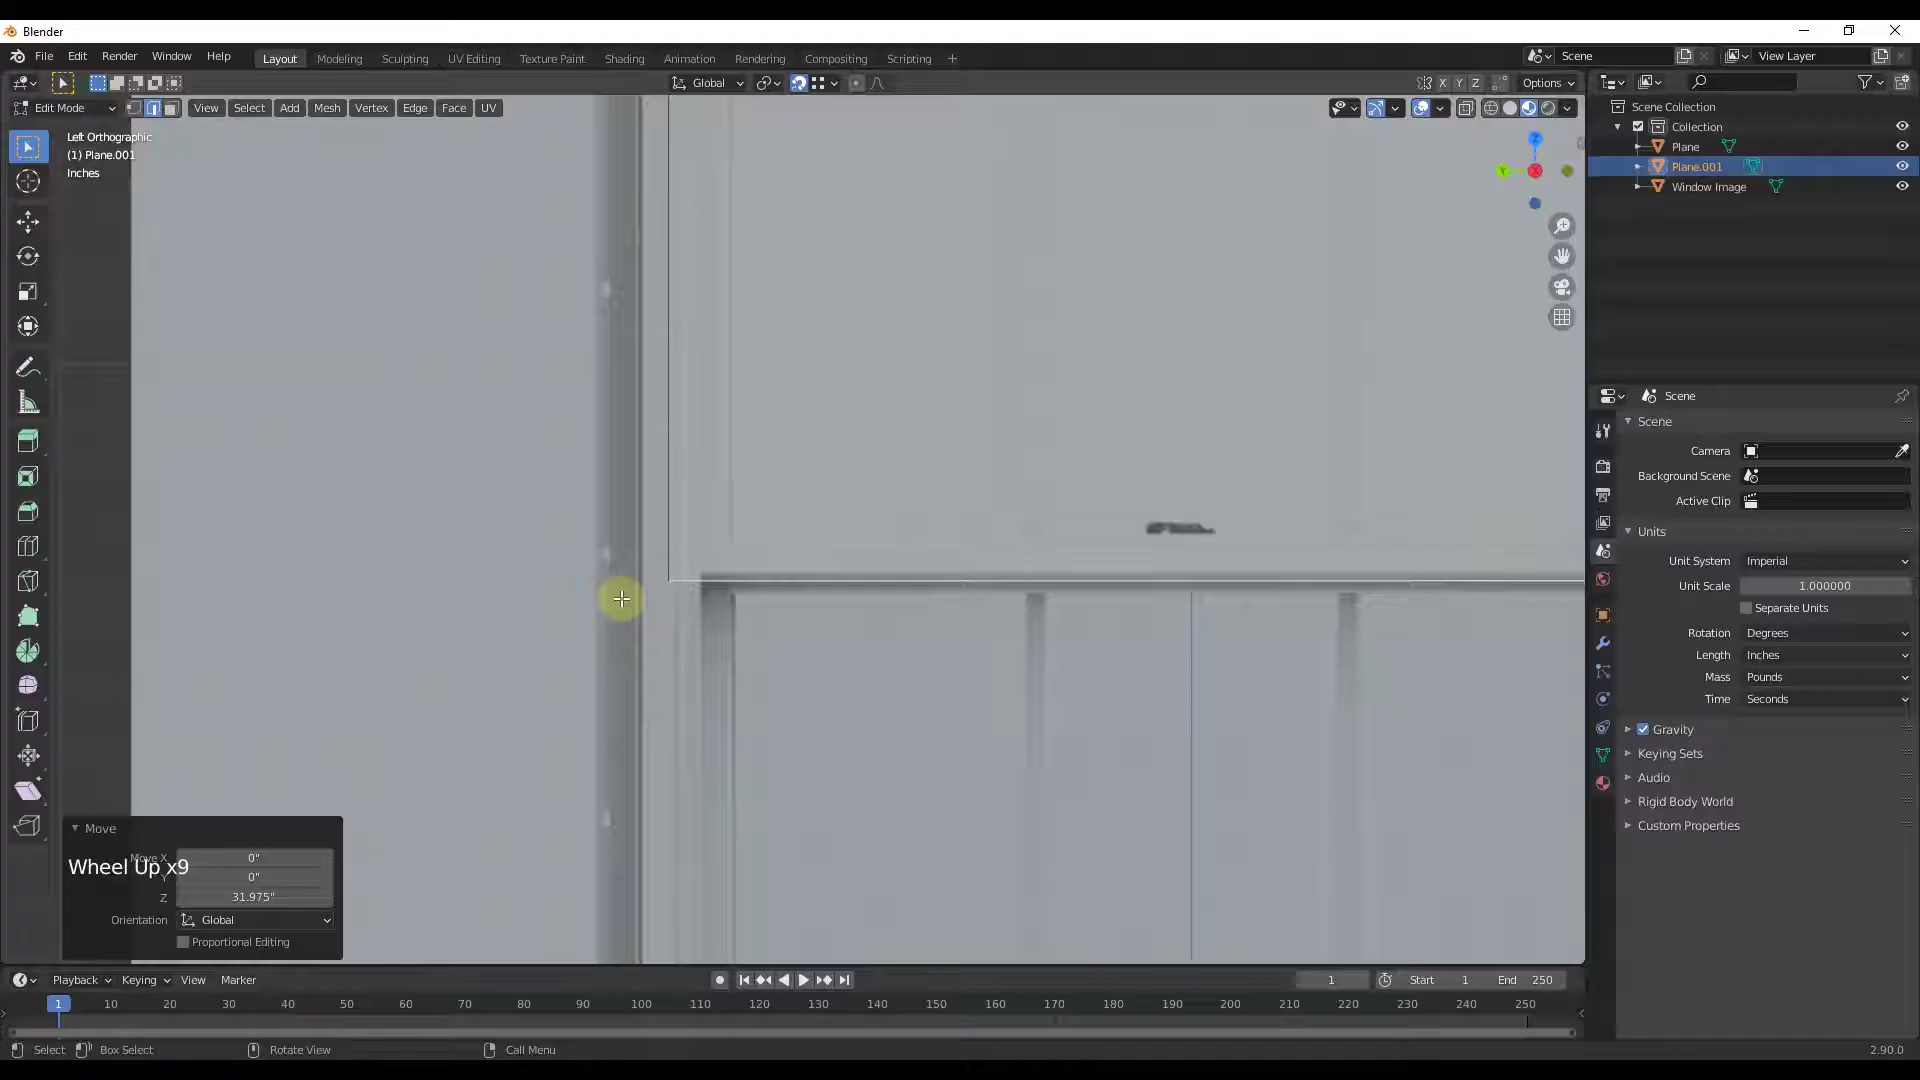 Blender
File Edit Render Window Help Layout Modeling Sculpting UV Editing Texture Paint Shading Animation Rendering Compositing Scripting + Scene View Layer
Global Options
Edit Mode View Select Add Mesh Vertex Edge Face UV
X Y Z
Left Orthographic
(1) Plane.001
Inches
Z
Y X
Scene Collection
Collection
Plane
Plane.001
Window Image
Scene
Scene
Camera
Background Scene
Active Clip
Units
Unit System Imperial
Unit Scale 1.000000
Separate Units
Rotation Degrees
Length Inches
Mass Pounds
Time Seconds
Gravity
Keying Sets
Audio
Rigid Body World
Custom Properties
Move
Move X 0"
Wheel Up x9
Y 0"
Z 31.975"
Orientation Global
Proportional Editing
Playback Keying View Marker 1 Start 1 End 250
1 10 20 30 40 50 60 70 80 90 100 110 120 130 140 150 160 170 180 190 200 210 220 230 240 250
Select Box Select Rotate View Call Menu 2.90.0